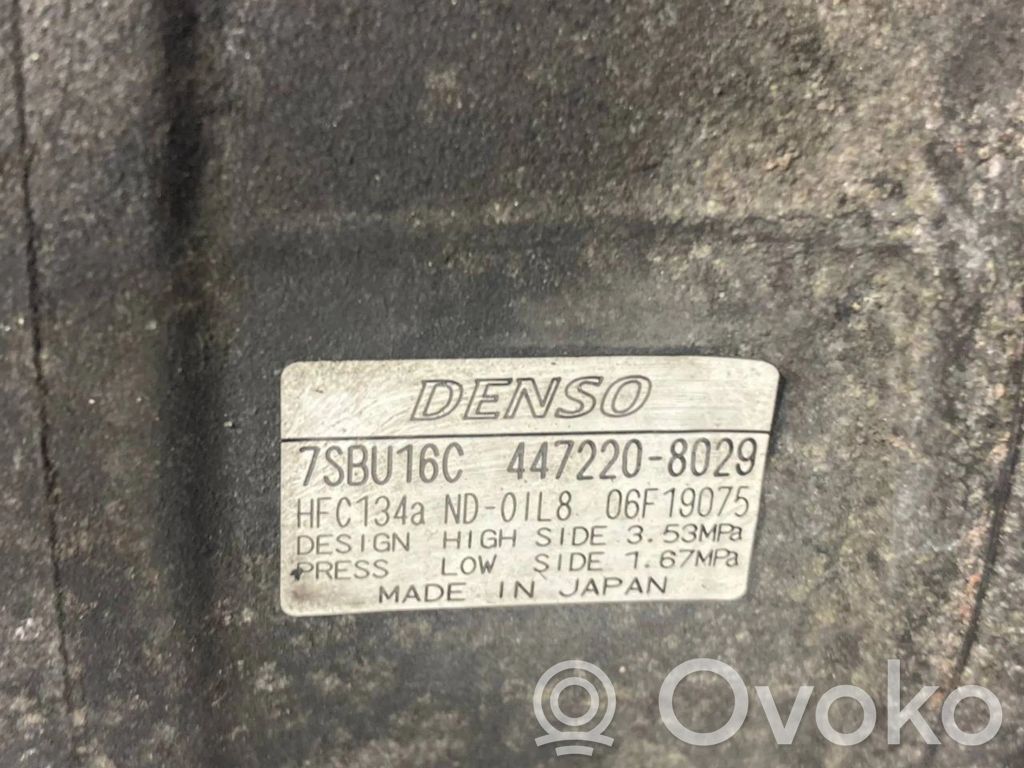 DENSO
7SBU16C 447220-8029
HFC134a ND-OIL8 06F19075
DESIGN HIGH SIDE 3.53MPa
PRESS LOW SIDE 1.67MPa
MADE IN JAPAN
Ovoko